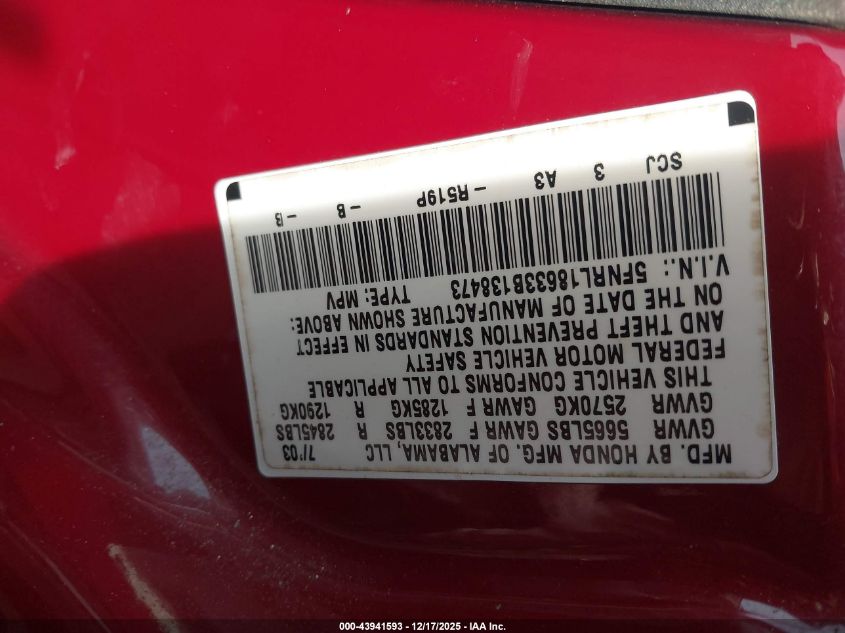 MFD. BY HONDA MFG. OF ALABAMA, LLC 7/03
GVWR 5665LBS GAWR F 2833LBS R 2845LBS
GVWR 2570KG GAWR F 1285KG R 1290KG
THIS VEHICLE CONFORMS TO ALL APPLICABLE
FEDERAL MOTOR VEHICLE SAFETY
AND THEFT PREVENTION STANDARDS IN EFFECT
ON THE DATE OF MANUFACTURE SHOWN ABOVE:
V.I.N.: 5FNRL18633B138473 TYPE: MPV
SCJ 3 A3 -R519P -B -B
000-43941593 - 12/17/2025 - IAA Inc.